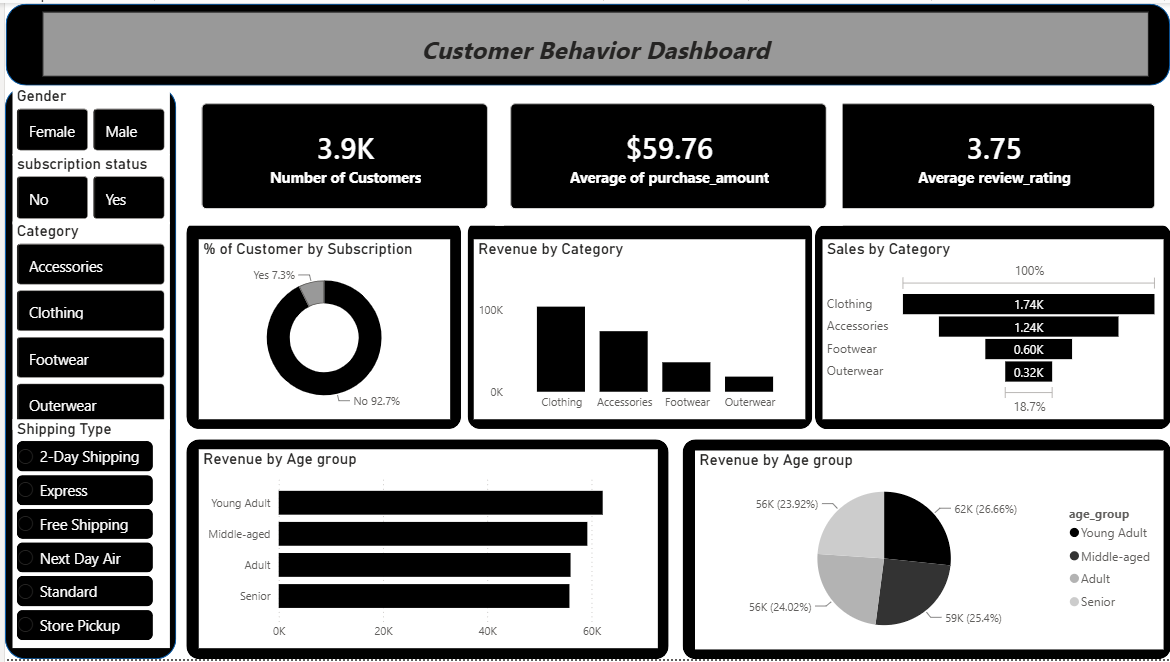 Customer Behavior Dashboard
Gender
Female
Male
subscription status
No
Yes
Category
Accessories
Clothing
Footwear
Outerwear
Shipping Type
2-Day Shipping
Express
Free Shipping
Next Day Air
Standard
Store Pickup
3.9K
Number of Customers
$59.76
Average of purchase_amount
3.75
Average review_rating
% of Customer by Subscription
Yes 7.3%
No 92.7%
Revenue by Category
100K
0K
Clothing
Accessories
Footwear
Outerwear
Sales by Category
100%
Clothing
1.74K
Accessories
1.24K
Footwear
0.60K
Outerwear
0.32K
18.7%
Revenue by Age group
Young Adult
Middle-aged
Adult
Senior
0K
20K
40K
60K
Revenue by Age group
56K (23.92%)
62K (26.66%)
56K (24.02%)
59K (25.4%)
age_group
Young Adult
Middle-aged
Adult
Senior